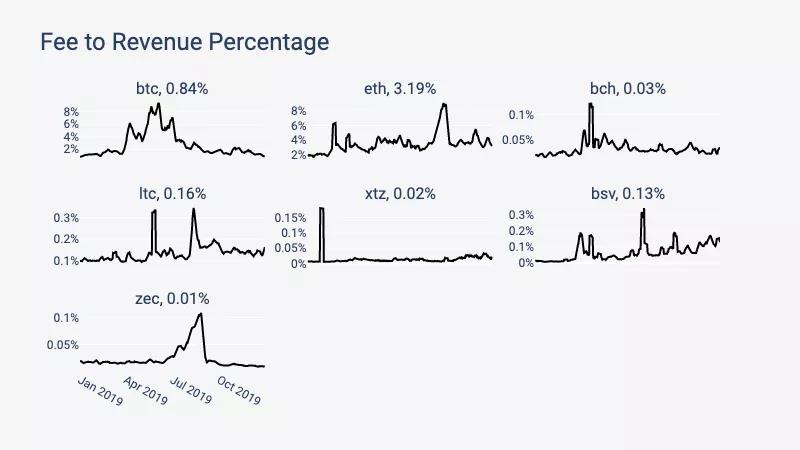 Fee to Revenue Percentage
btc, 0.84%
8%
6%
4%
2%
eth, 3.19%
8%
6%
4%
2%
bch, 0.03%
0.1%
0.05%
ltc, 0.16%
0.3%
0.2%
0.1%
xtz, 0.02%
0.15%
0.1%
0.05%
0%
bsv, 0.13%
0.3%
0.2%
0.1%
0%
zec, 0.01%
0.1%
0.05%
Jan 2019
Apr 2019
Jul 2019
Oct 2019